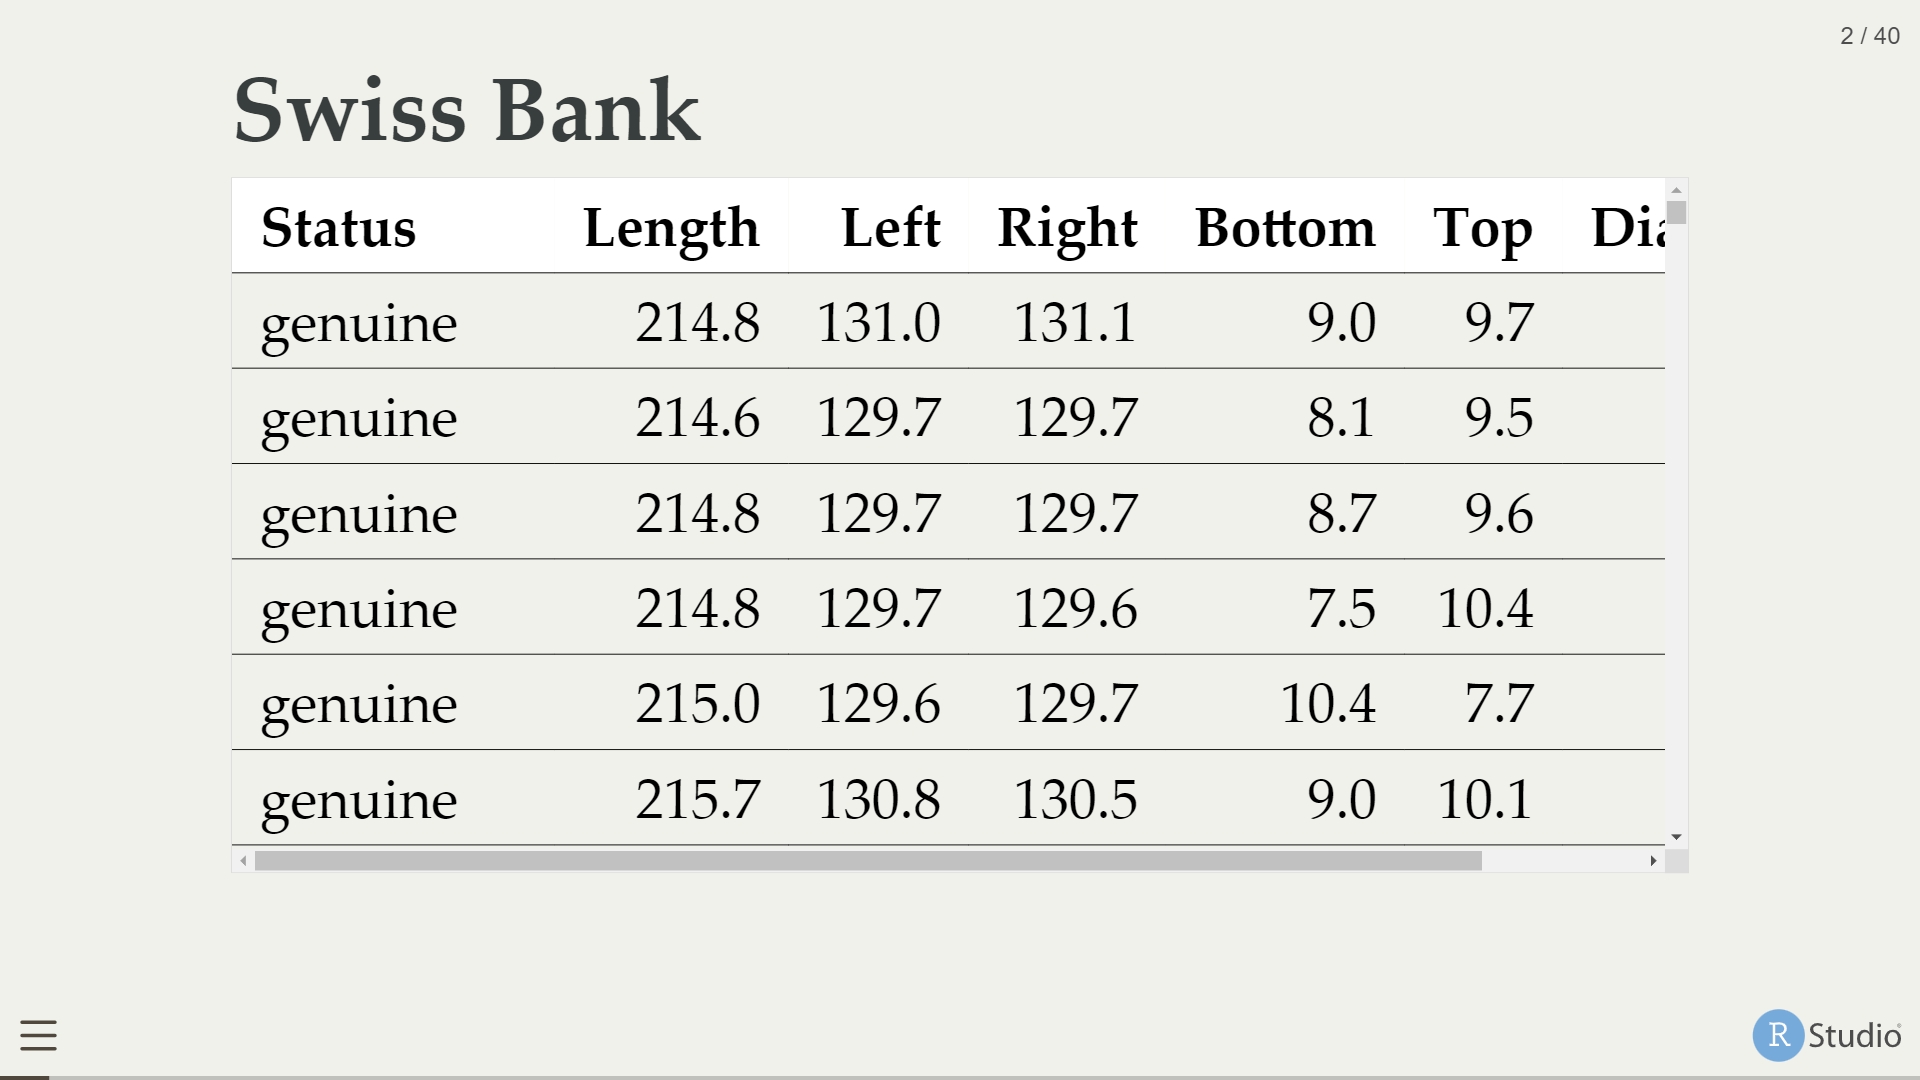 2 / 40
Swiss Bank
Status Length Left Right Bottom Top
genuine 214.8 131.0 131.1 9.0 9.7
genuine 214.6 129.7 129.7 8.1 9.5
genuine 214.8 129.7 129.7 8.7 9.6
genuine 214.8 129.7 129.6 7.5 10.4
genuine 215.0 129.6 129.7 10.4 7.7
genuine 215.7 130.8 130.5 9.0 10.1
R Studio